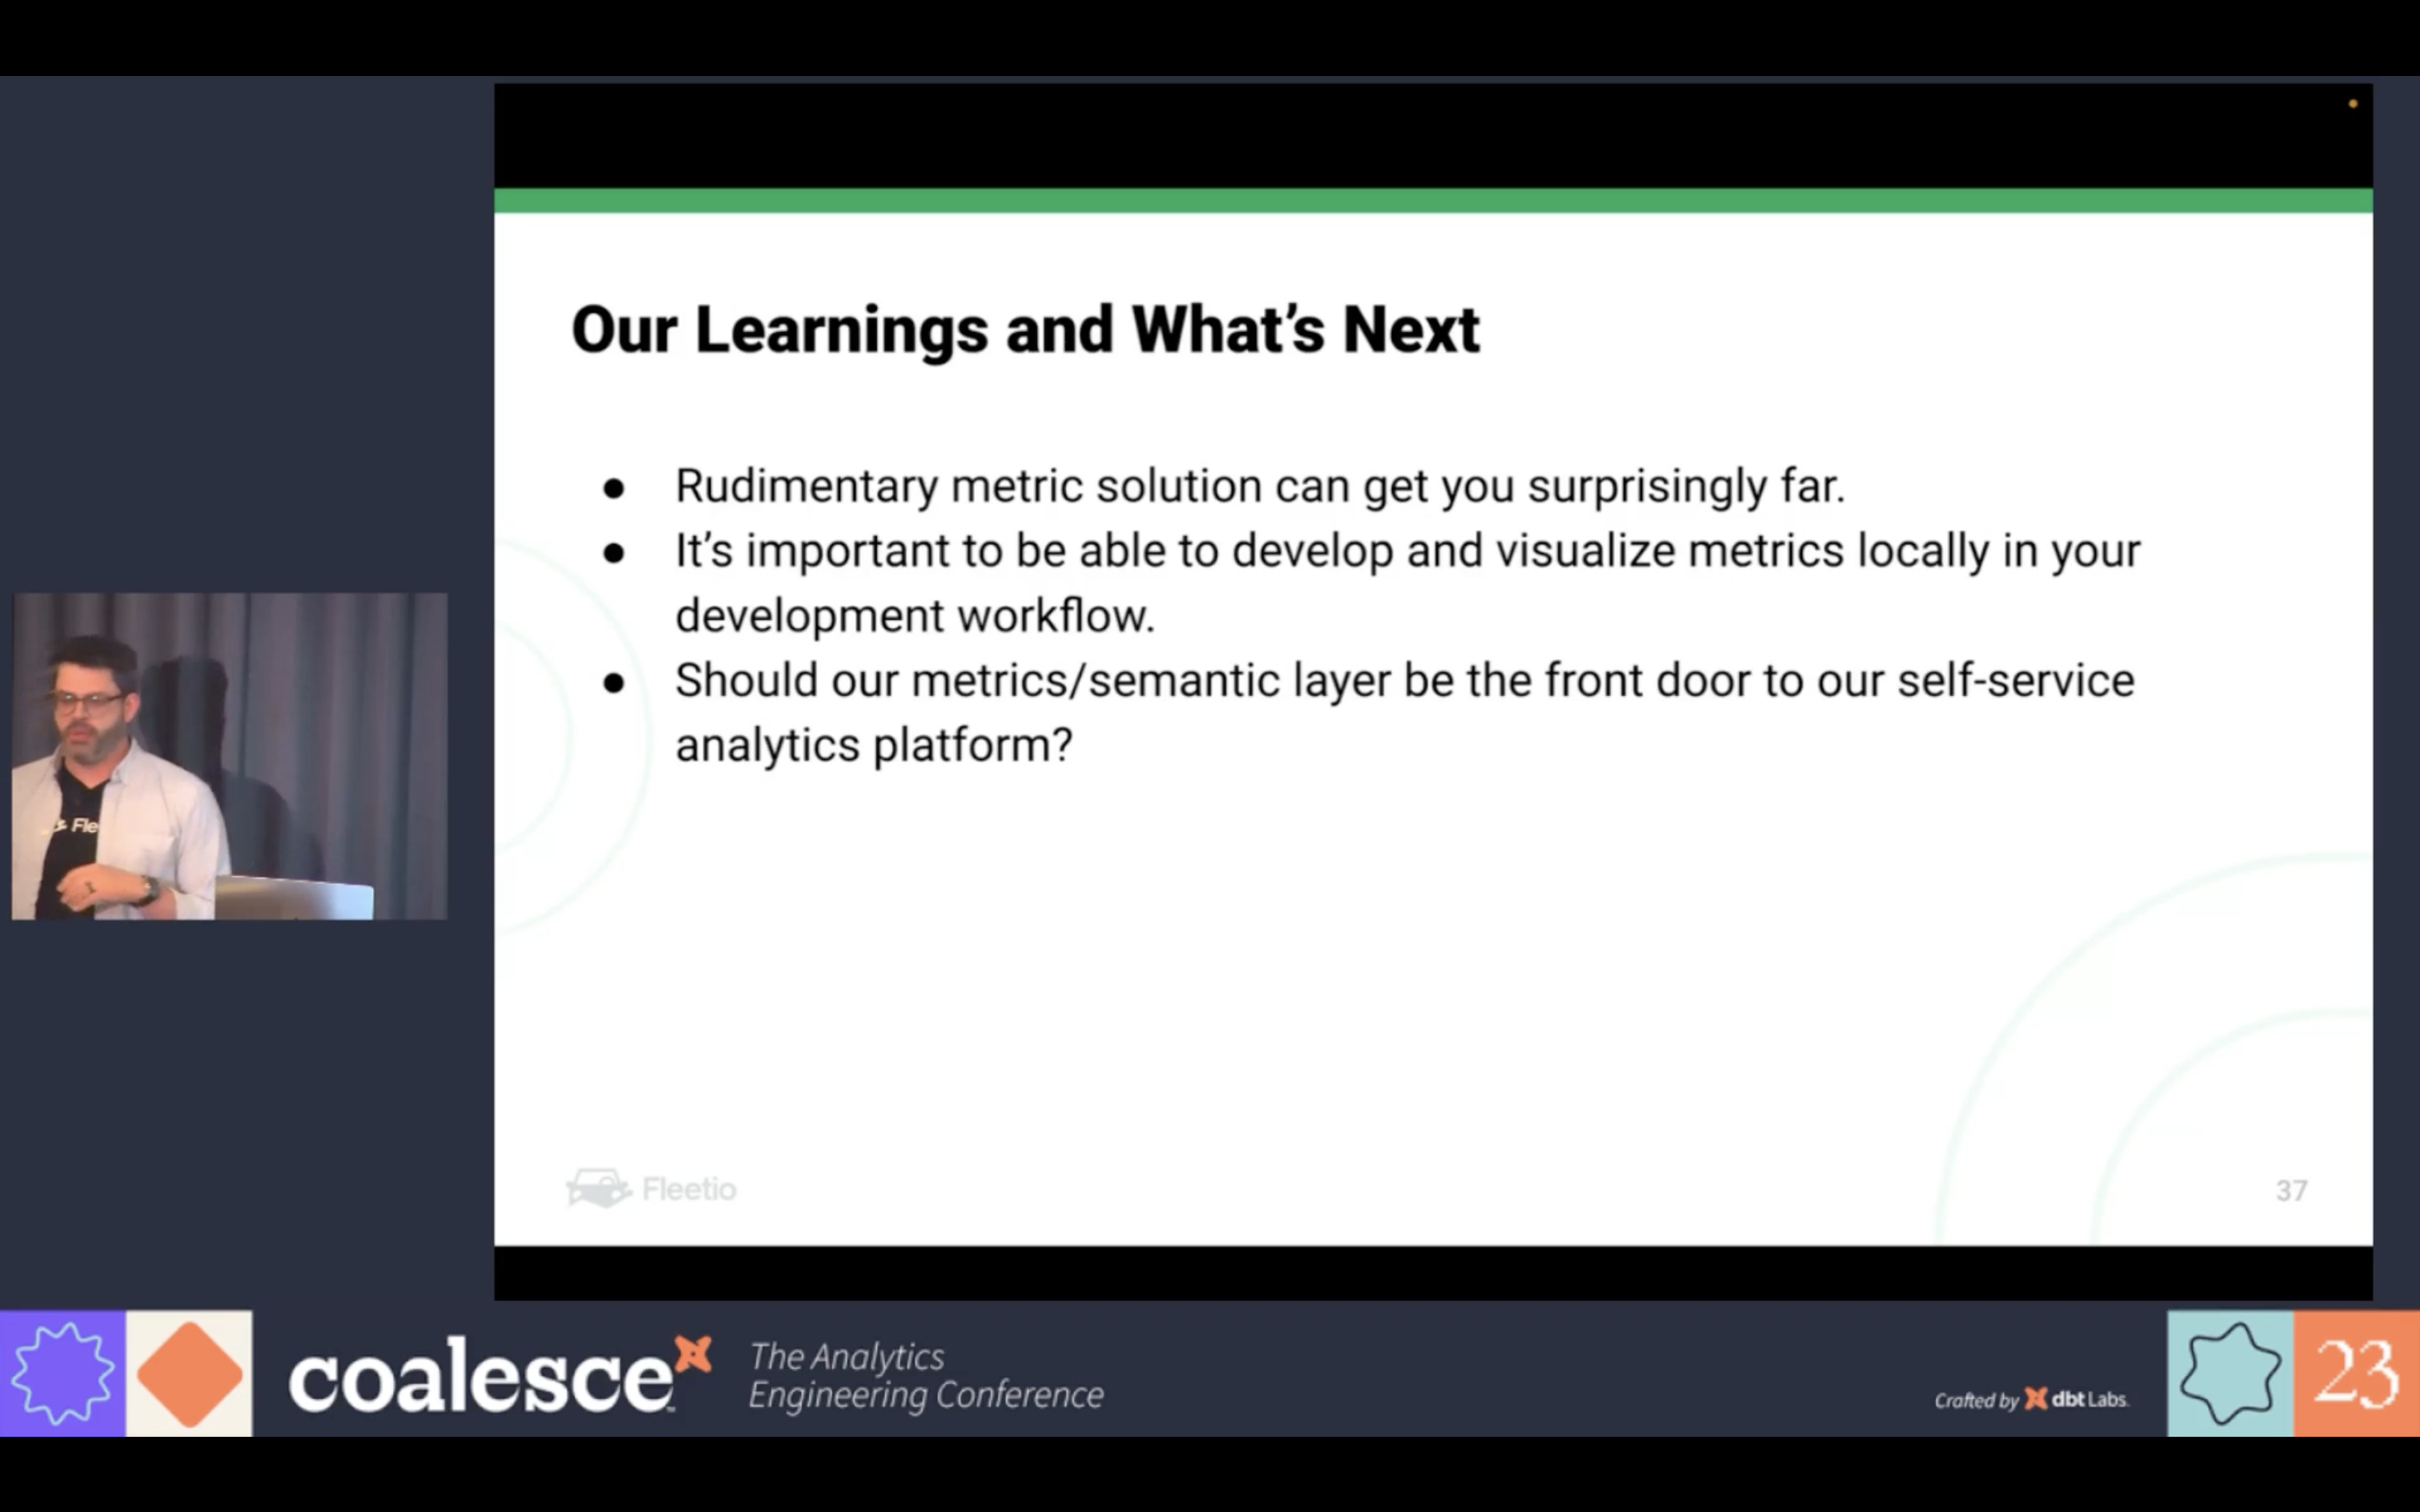 Our Learnings and What's Next
● Rudimentary metric solution can get you surprisingly far.
● It's important to be able to develop and visualize metrics locally in your
development workflow.
● Should our metrics/semantic layer be the front door to our self-service
analytics platform?
Fle
Fleetio
37
coalesce
The Analytics
Engineering Conference
Crafted by dbt Labs
23